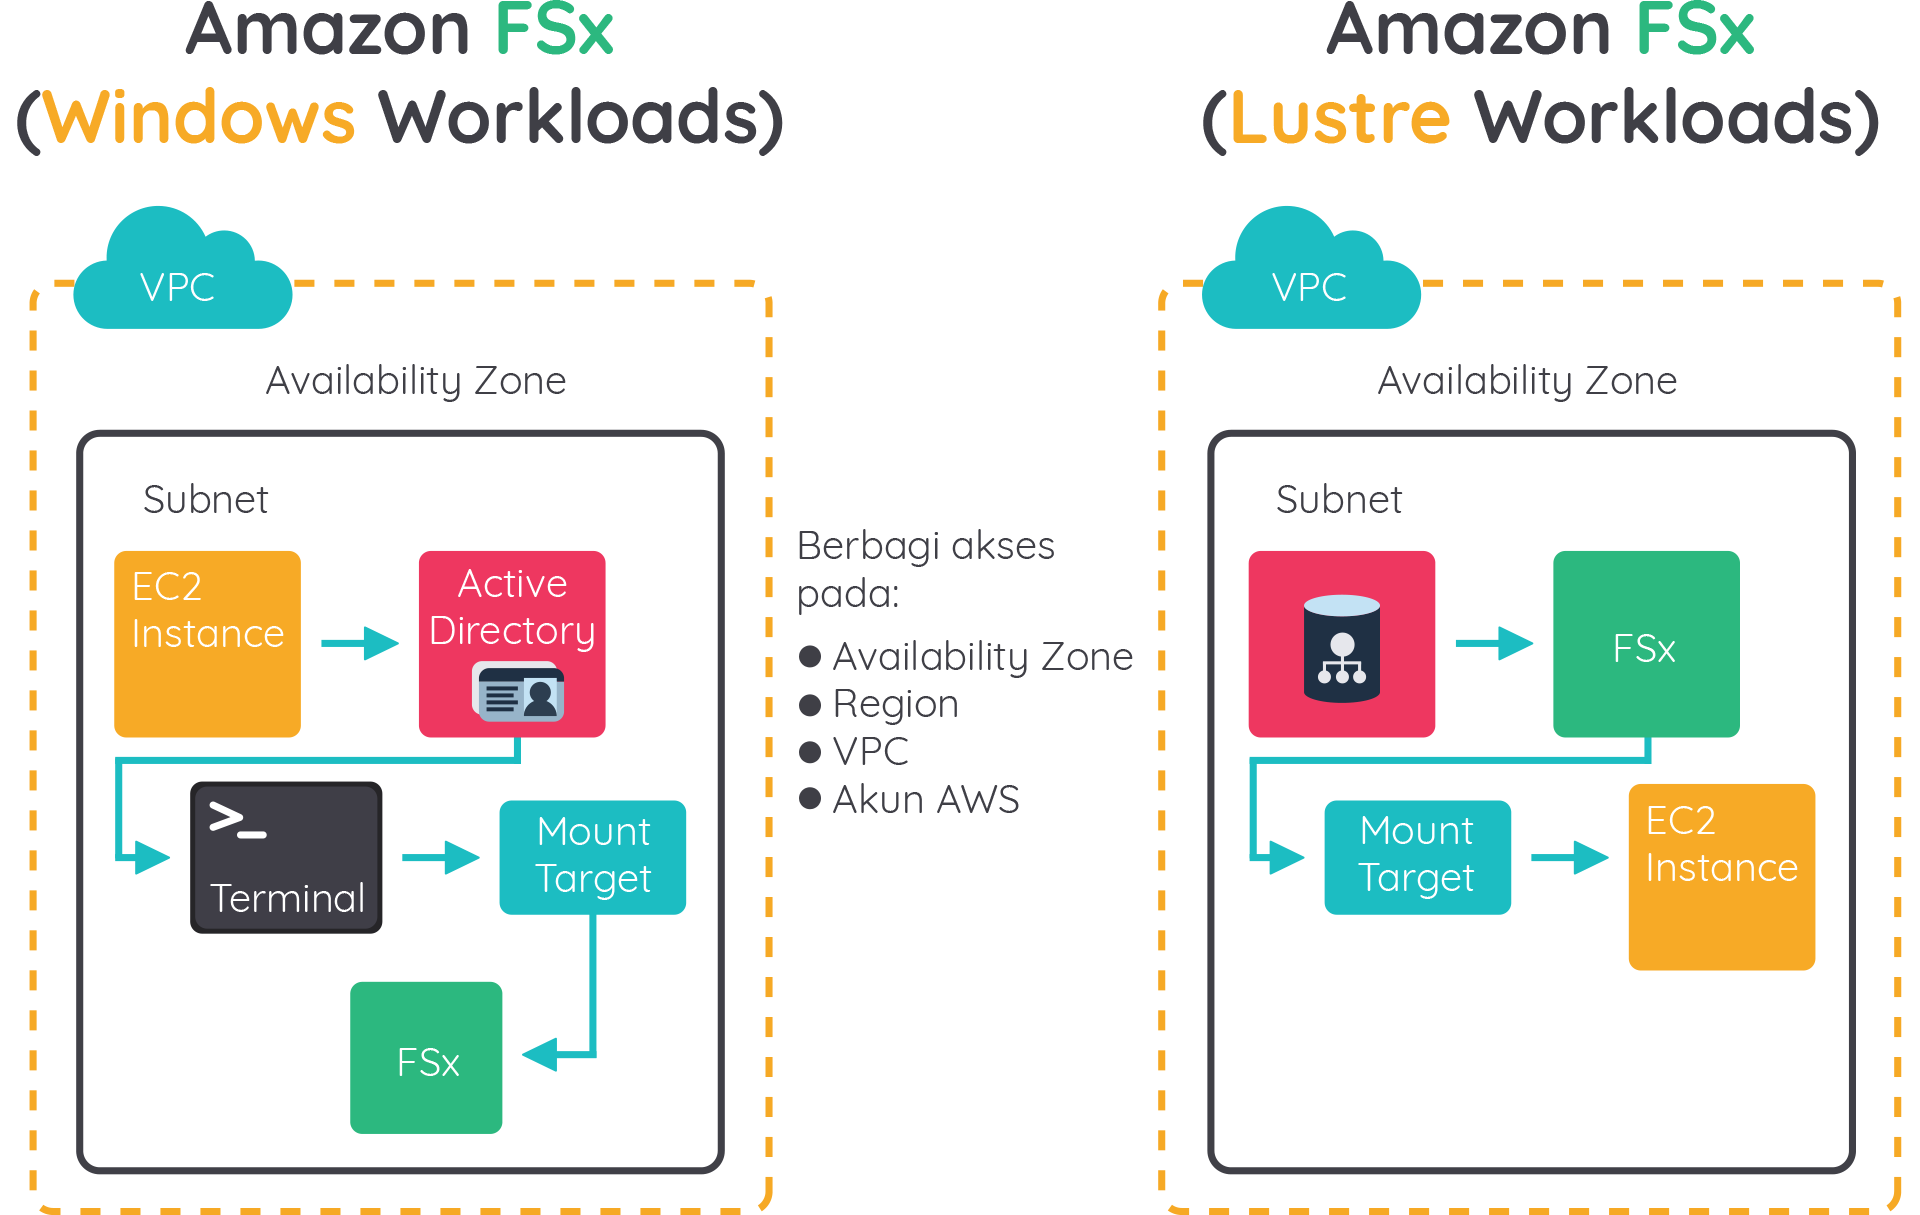 Amazon FSx
(Windows Workloads)
VPC
Availability Zone
Subnet
EC2
Instance
Active
Directory
>_
Terminal
Mount
Target
FSx
Berbagi akses
pada:
● Availability Zone
● Region
● VPC
● Akun AWS
Amazon FSx
(Lustre Workloads)
VPC
Availability Zone
Subnet
FSx
Mount
Target
EC2
Instance